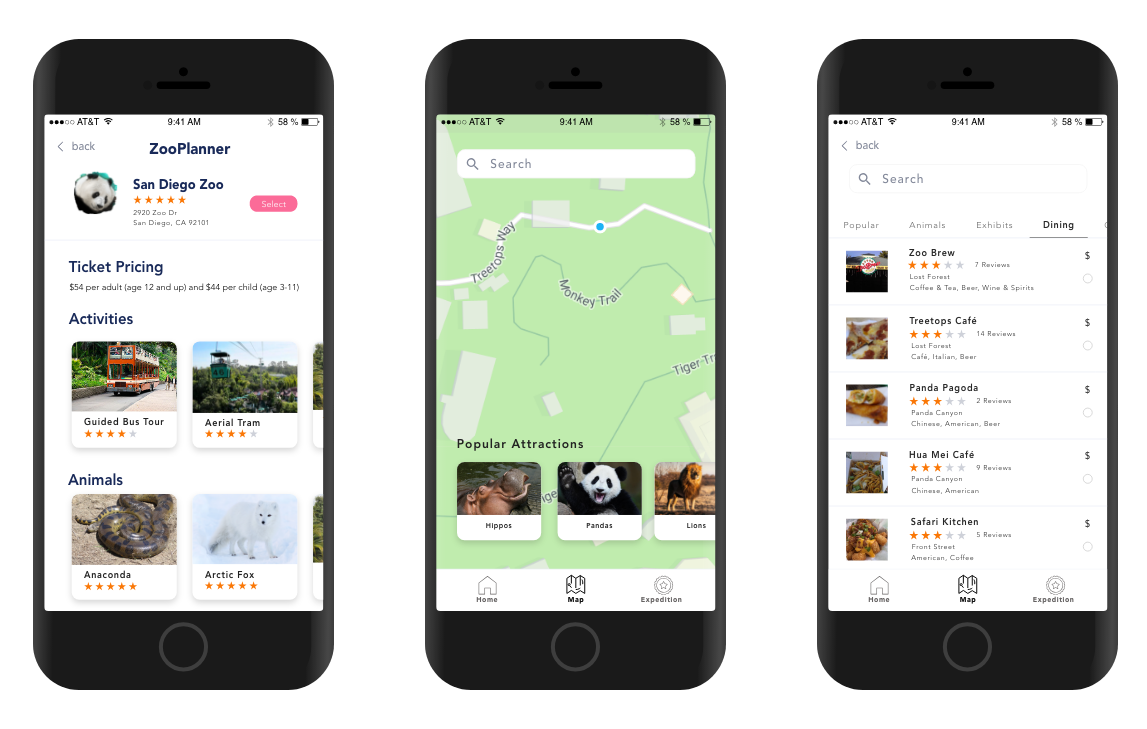 ●●●○○ AT&T 9:41 AM 58 %
back
ZooPlanner
San Diego Zoo
2920 Zoo Dr
San Diego, CA 92101
Select
Ticket Pricing
$54 per adult (age 12 and up) and $44 per child (age 3-11)
Activities
Guided Bus Tour
Aerial Tram
Animals
Anaconda
Arctic Fox
●●●○○ AT&T 9:41 AM 58 %
Search
Treetops Way
Monkey Trail
Tiger Tr
Popular Attractions
Hippos
Pandas
Lions
Home
Map
Expedition
●●●○○ AT&T 9:41 AM 58 %
back
Search
Popular Animals Exhibits Dining
Zoo Brew $
7 Reviews
Lost Forest
Coffee & Tea, Beer, Wine & Spirits
Treetops Café $
14 Reviews
Lost Forest
Café, Italian, Beer
Panda Pagoda $
2 Reviews
Panda Canyon
Chinese, American, Beer
Hua Mei Café $
9 Reviews
Panda Canyon
Chinese, American
Safari Kitchen $
5 Reviews
Front Street
American, Coffee
Home
Map
Expedition